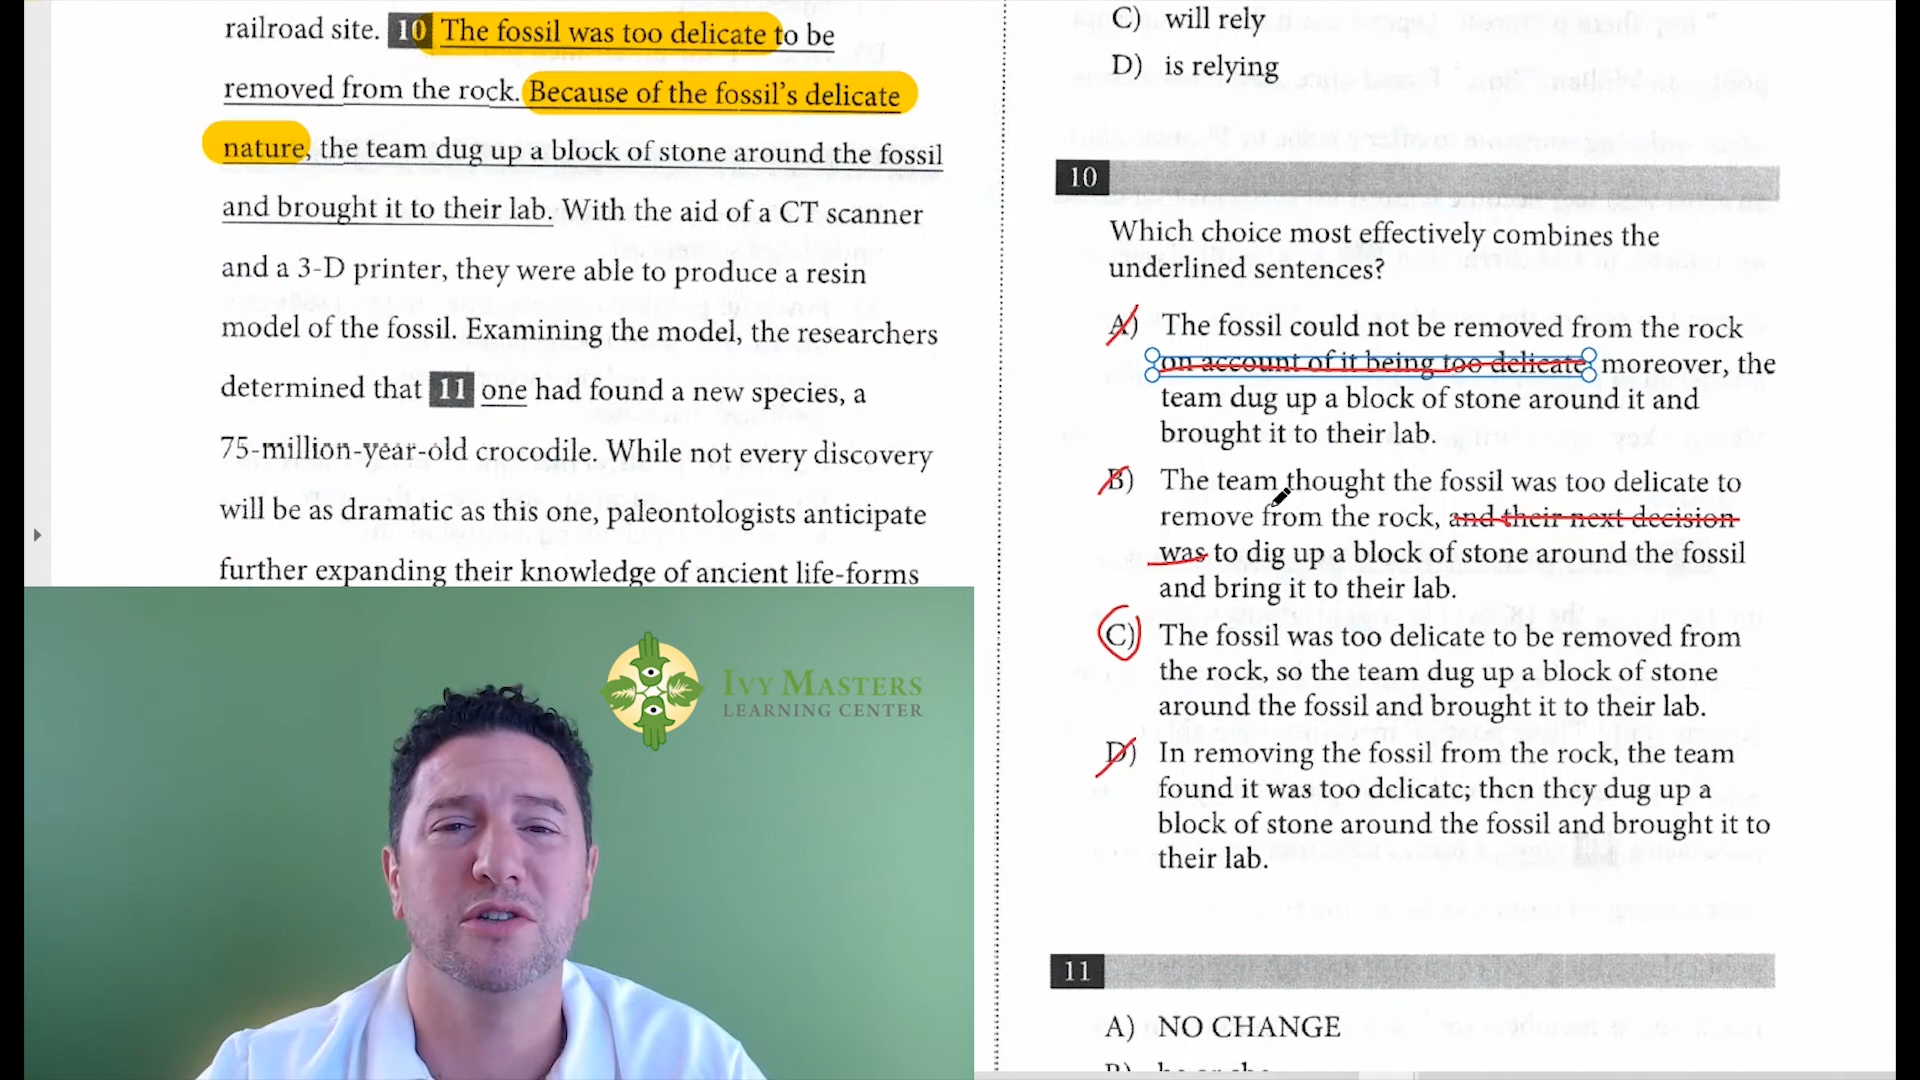 railroad site. 10 The fossil was too delicate to be
removed from the rock. Because of the fossil's delicate
nature, the team dug up a block of stone around the fossil
and brought it to their lab. With the aid of a CT scanner
and a 3-D printer, they were able to produce a resin
model of the fossil. Examining the model, the researchers
determined that 11 one had found a new species, a
75-million-year-old crocodile. While not every discovery
will be as dramatic as this one, paleontologists anticipate
further expanding their knowledge of ancient life-forms
IVY MASTERS
LEARNING CENTER
C) will rely
D) is relying
10
Which choice most effectively combines the
underlined sentences?
A) The fossil could not be removed from the rock
on account of it being too delicate; moreover, the
team dug up a block of stone around it and
brought it to their lab.
B) The team thought the fossil was too delicate to
remove from the rock, and their next decision
was to dig up a block of stone around the fossil
and bring it to their lab.
C) The fossil was too delicate to be removed from
the rock, so the team dug up a block of stone
around the fossil and brought it to their lab.
D) In removing the fossil from the rock, the team
found it was too delicate; then they dug up a
block of stone around the fossil and brought it to
their lab.
11
A) NO CHANGE